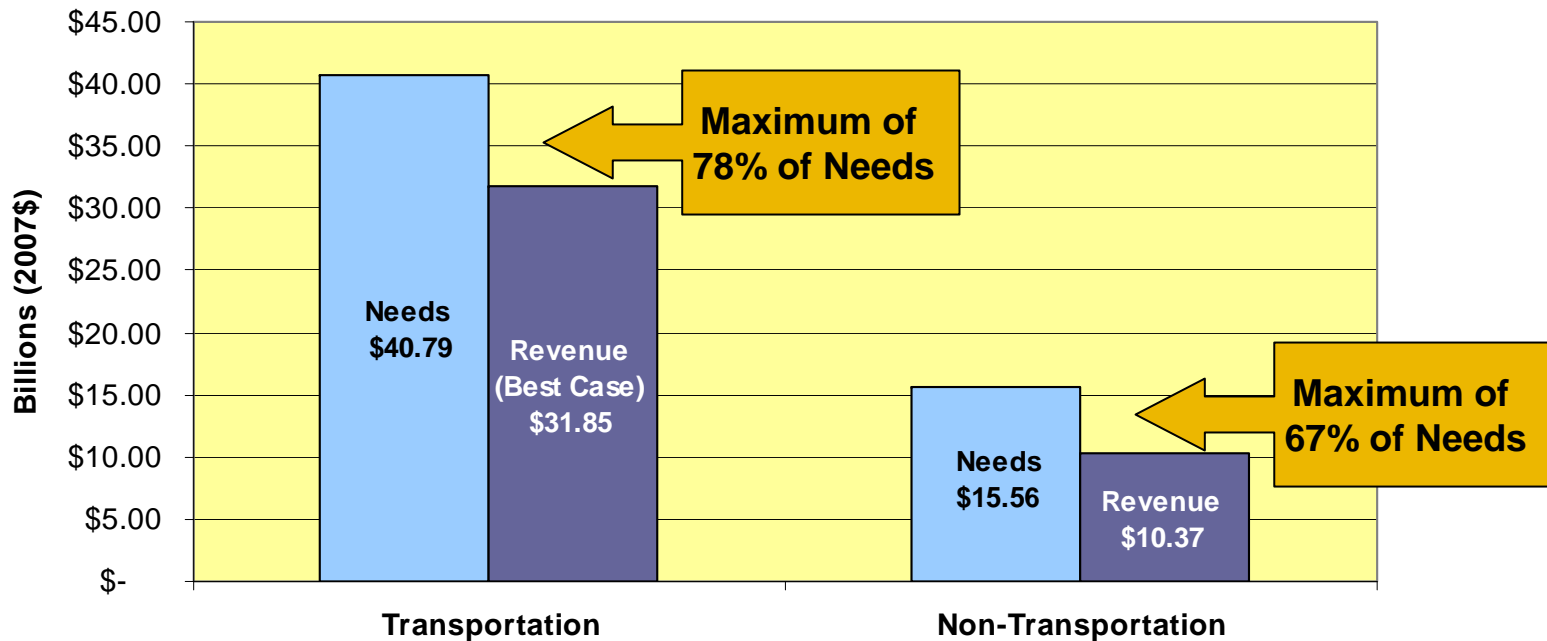 $45.00
$40.00
$35.00
$30.00
$25.00
$20.00
$15.00
$10.00
$5.00
$-
Billions (2007$)
Needs
$40.79
Revenue
(Best Case)
$31.85
Maximum of
78% of Needs
Needs
$15.56
Revenue
$10.37
Maximum of
67% of Needs
Transportation
Non-Transportation